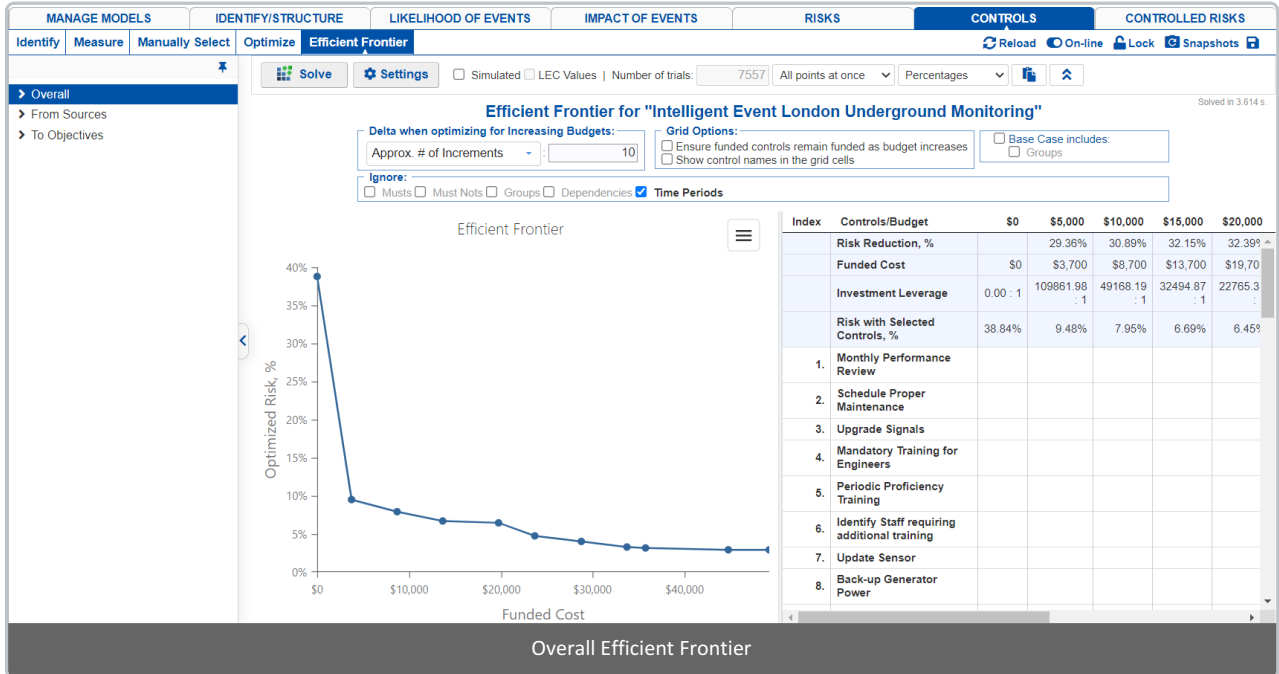 MANAGE MODELS IDENTIFY/STRUCTURE LIKELIHOOD OF EVENTS IMPACT OF EVENTS RISKS CONTROLS CONTROLLED RISKS
Identify Measure Manually Select Optimize Efficient Frontier Reload On-line Lock Snapshots
Overall
From Sources
To Objectives
Solve Settings Simulated LEC Values | Number of trials: 7557 All points at once Percentages
Solved in 3.614 s.
Efficient Frontier for "Intelligent Event London Underground Monitoring"
Delta when optimizing for Increasing Budgets:
Approx. # of Increments : 10
Grid Options:
Ensure funded controls remain funded as budget increases
Show control names in the grid cells
Base Case includes:
Groups
Ignore:
Musts Must Nots Groups Dependencies Time Periods
Efficient Frontier
Optimized Risk, %
40%
35%
30%
25%
20%
15%
10%
5%
0%
$0 $10,000 $20,000 $30,000 $40,000
Funded Cost
Index Controls/Budget $0 $5,000 $10,000 $15,000 $20,000
Risk Reduction, % 29.36% 30.89% 32.15% 32.39%
Funded Cost $0 $3,700 $8,700 $13,700 $19,70
Investment Leverage 0.00 : 1 109861.98 : 1 49168.19 : 1 32494.87 : 1 22765.3 :
Risk with Selected Controls, % 38.84% 9.48% 7.95% 6.69% 6.45%
1. Monthly Performance Review
2. Schedule Proper Maintenance
3. Upgrade Signals
4. Mandatory Training for Engineers
5. Periodic Proficiency Training
6. Identify Staff requiring additional training
7. Update Sensor
8. Back-up Generator Power
Overall Efficient Frontier